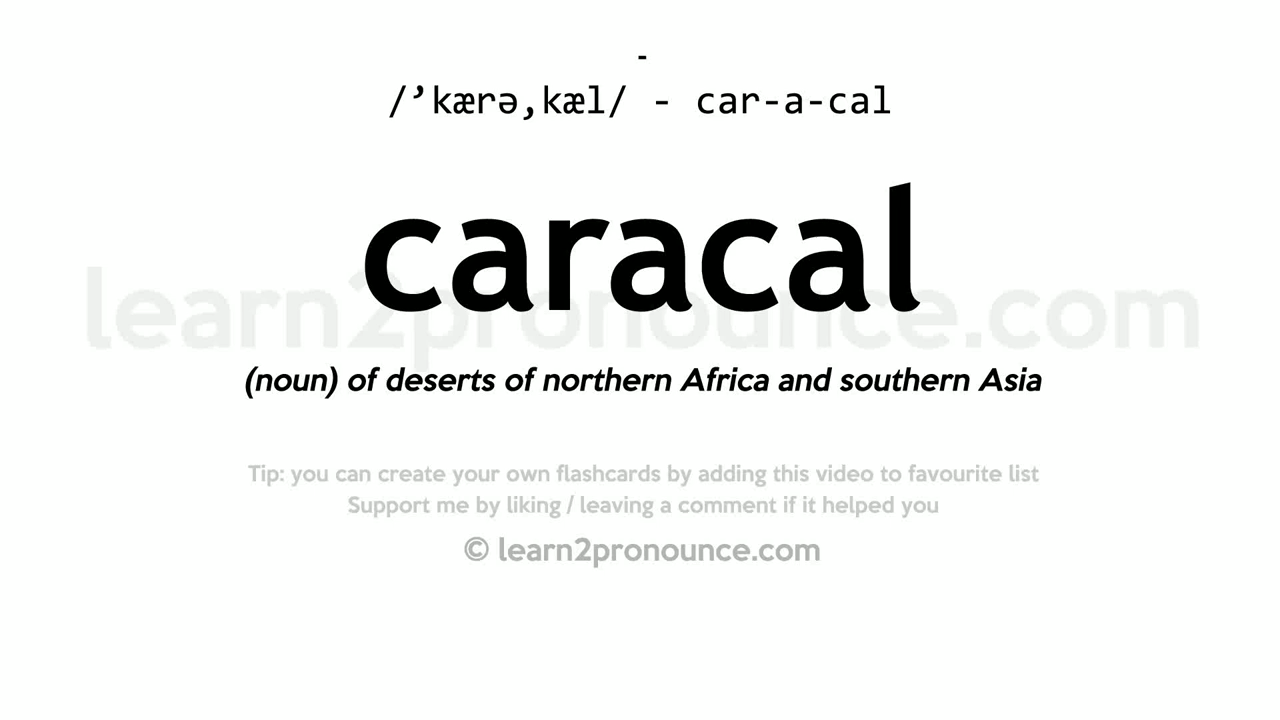 -
/’kærə,kæl/ - car-a-cal
caracal
learn2pronounce.com
(noun) of deserts of northern Africa and southern Asia
Tip: you can create your own flashcards by adding this video to favourite list
Support me by liking / leaving a comment if it helped you
© learn2pronounce.com